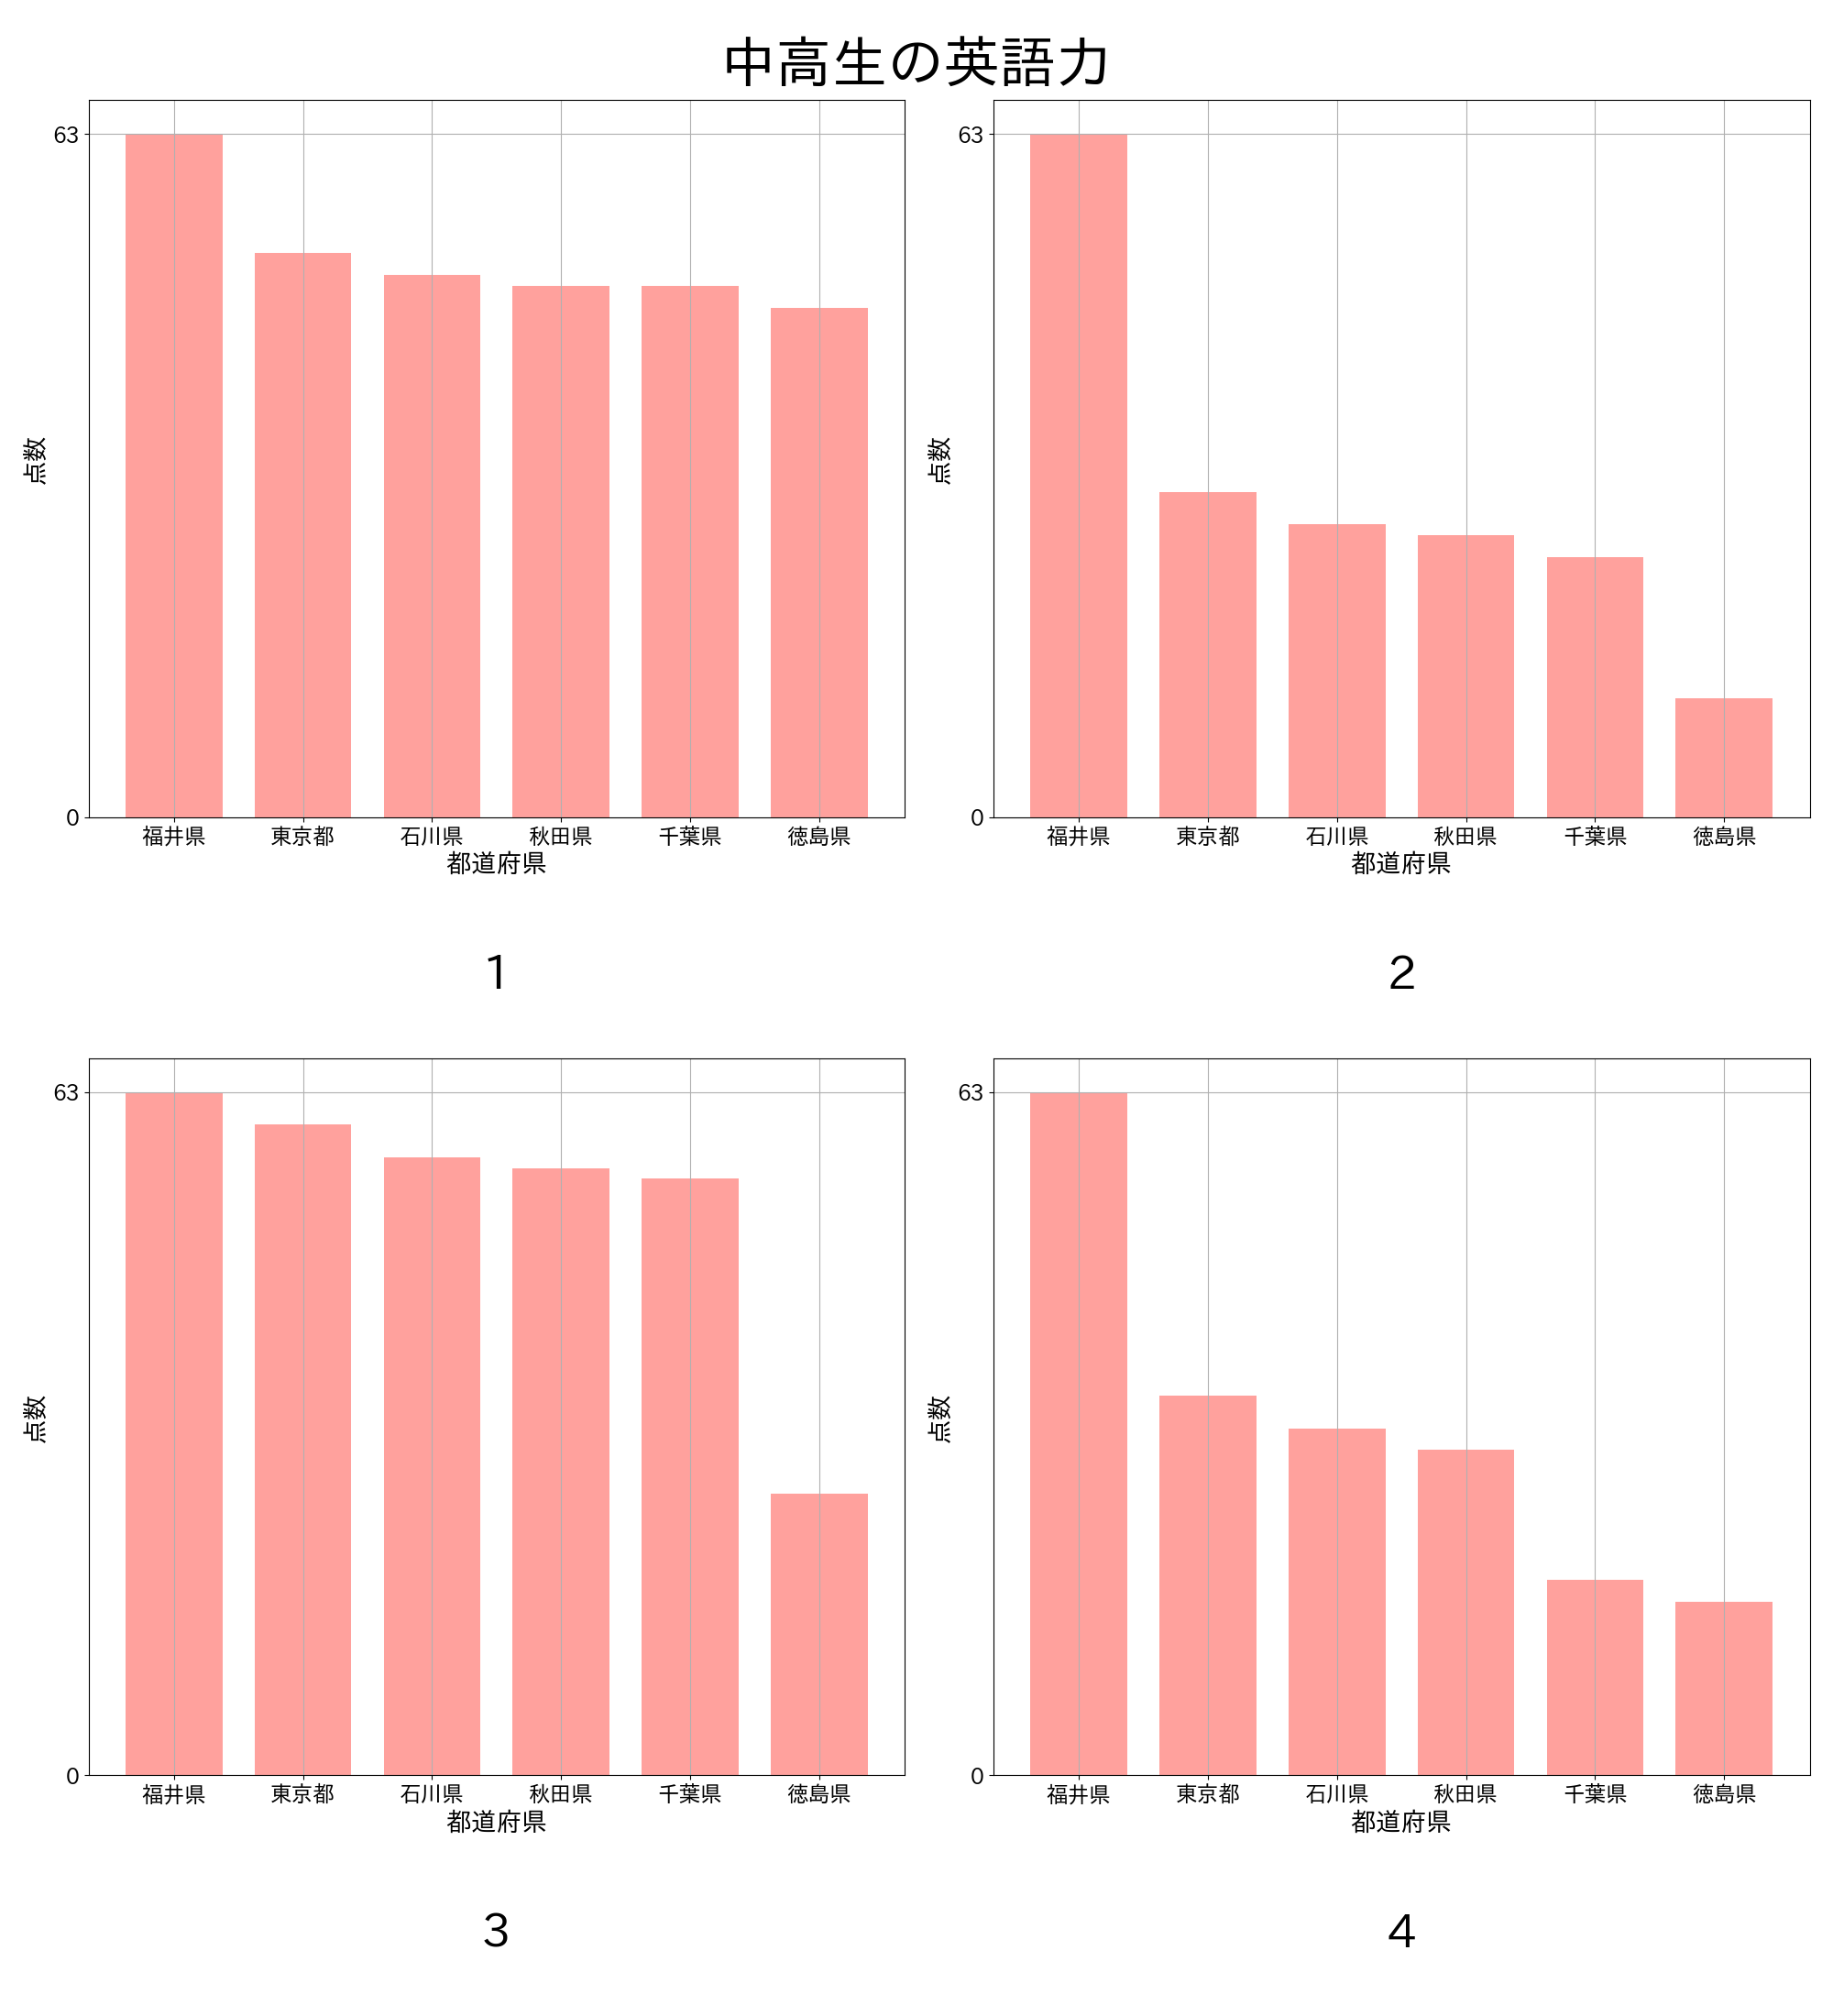 中高生の英語力
63
0
点数
福井県 東京都 石川県 秋田県 千葉県 徳島県
都道府県
1
63
0
点数
福井県 東京都 石川県 秋田県 千葉県 徳島県
都道府県
2
63
0
点数
福井県 東京都 石川県 秋田県 千葉県 徳島県
都道府県
3
63
0
点数
福井県 東京都 石川県 秋田県 千葉県 徳島県
都道府県
4